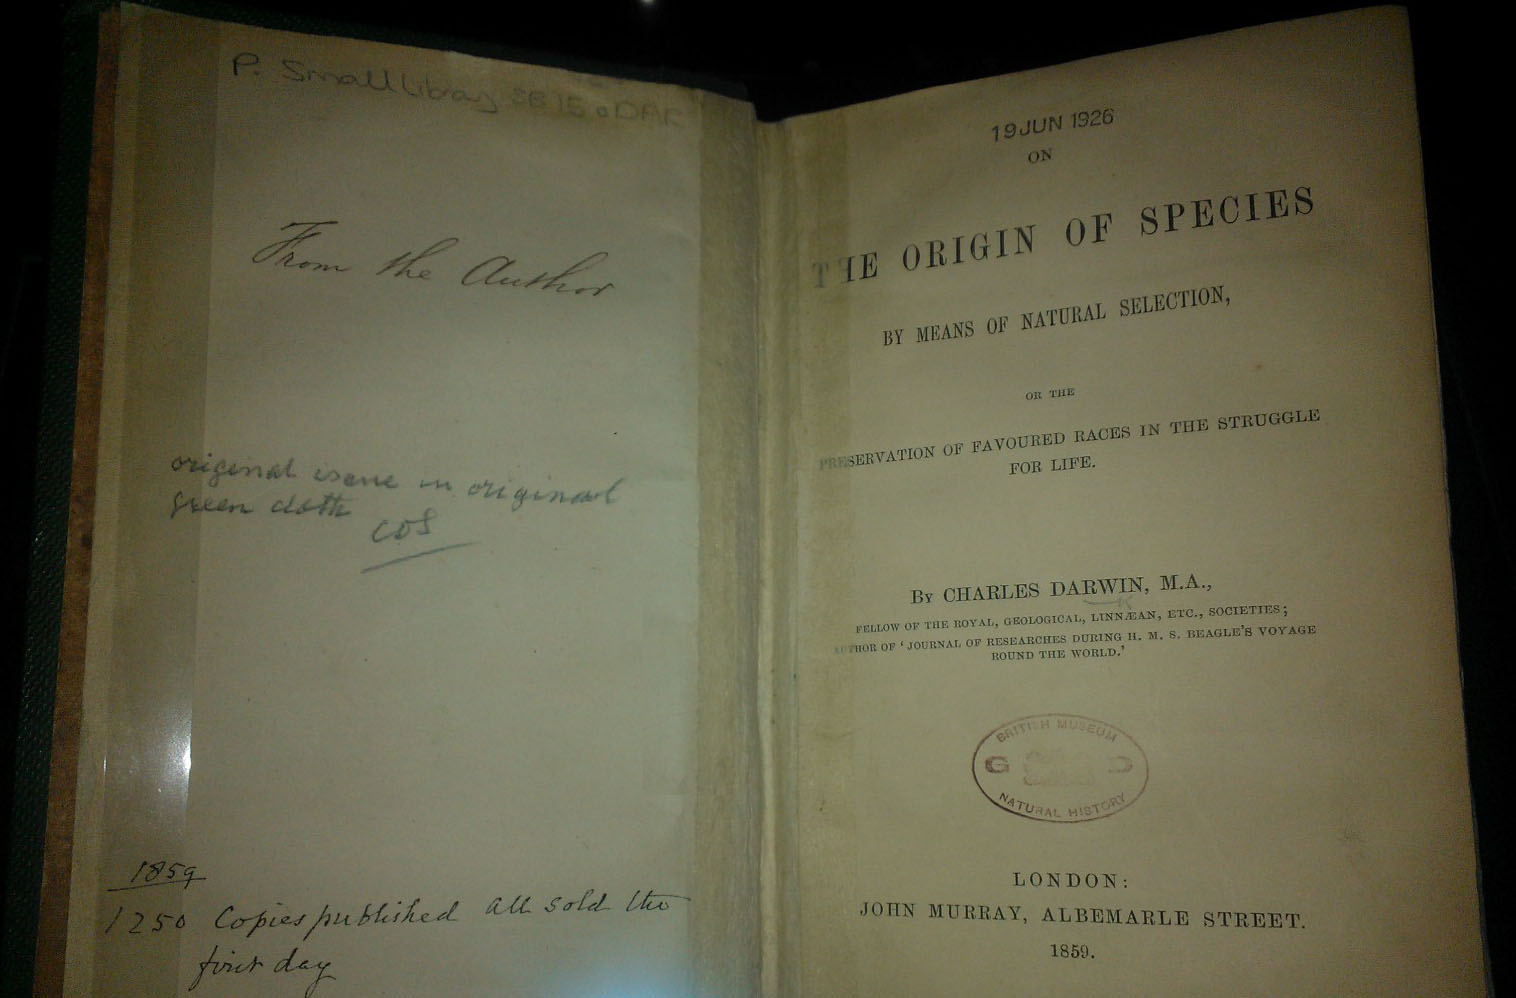 P. Small Library SB 15 o DAR
From the Author
original issue in original
green cloth
CDS
1859
1250 Copies published all sold the
first day
19 JUN 1926
ON
THE ORIGIN OF SPECIES
BY MEANS OF NATURAL SELECTION,
OR THE
PRESERVATION OF FAVOURED RACES IN THE STRUGGLE
FOR LIFE.
BY CHARLES DARWIN, M.A.,
FELLOW OF THE ROYAL, GEOLOGICAL, LINNÆAN, ETC., SOCIETIES;
AUTHOR OF ‘JOURNAL OF RESEARCHES DURING H. M. S. BEAGLE’S VOYAGE
ROUND THE WORLD.’
BRITISH MUSEUM
NATURAL HISTORY
LONDON:
JOHN MURRAY, ALBEMARLE STREET.
1859.